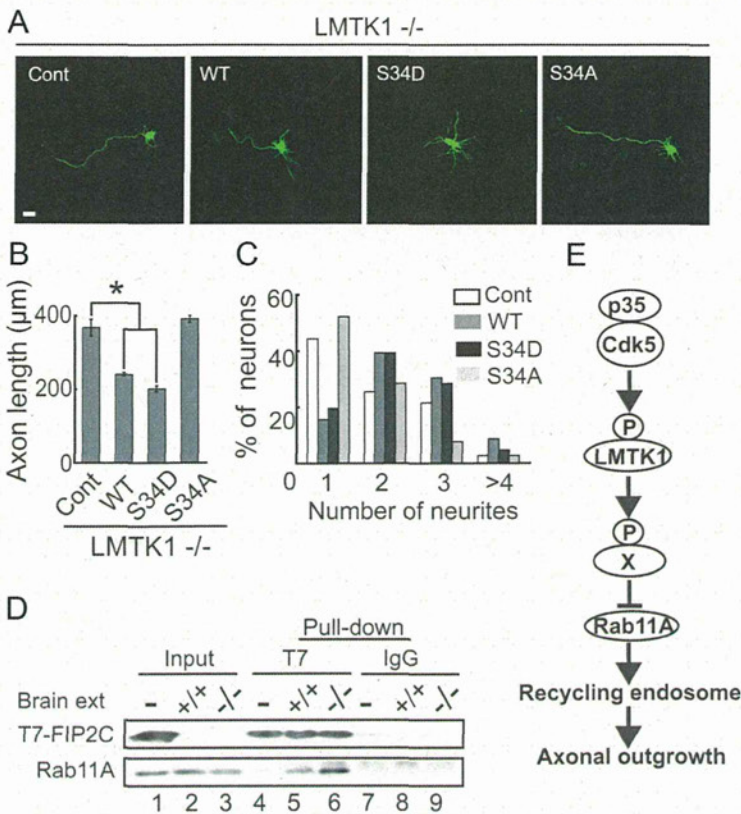 A
LMTK1 -/-
Cont
WT
S34D
S34A
B
Axon length (µm)
400
200
0
*
Cont
WT
S34D
S34A
LMTK1 -/-
C
% of neurons
60
40
20
0
Cont
WT
S34D
S34A
1 2 3 >4
Number of neurites
D
Pull-down
Input T7 IgG
Brain ext - +/+ -/- - +/+ -/- - +/+ -/-
T7-FIP2C
Rab11A
1 2 3 4 5 6 7 8 9
E
p35
Cdk5
P
LMTK1
P
X
Rab11A
Recycling endosome
Axonal outgrowth